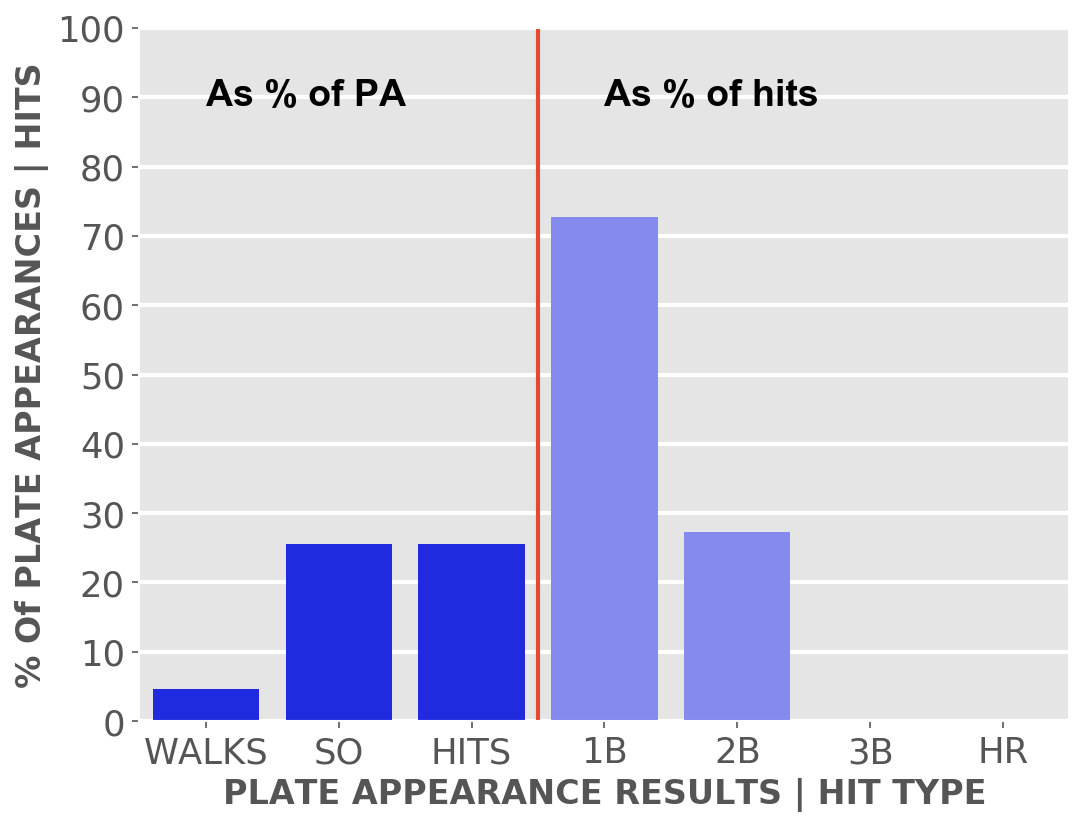 100
90
80
70
60
50
40
30
20
10
0
% Of PLATE APPEARANCES | HITS
As % of PA
As % of hits
WALKS SO HITS 1B 2B 3B HR
PLATE APPEARANCE RESULTS | HIT TYPE